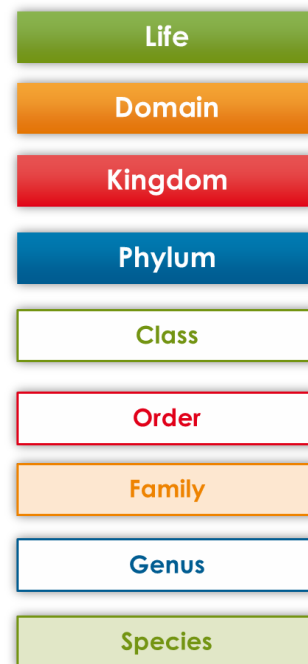 Life
Domain
Kingdom
Phylum
Class
Order
Family
Genus
Species